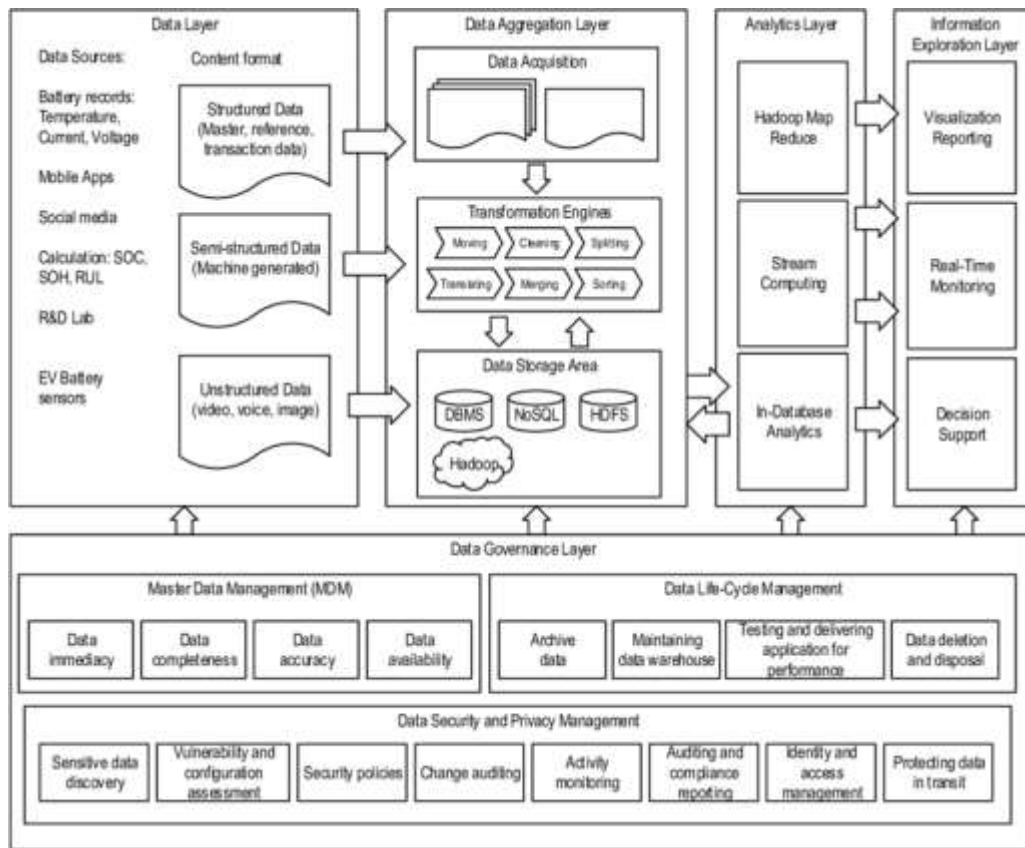 Data Layer
Data Sources:
Battery records:
Temperature,
Current, Voltage
Mobile Apps
Social media
Calculation: SOC,
SOH, RUL
R&D Lab
EV Battery
sensors
Content format
Structured Data
(Master, reference,
transaction data)
Semi-structured Data
(Machine generated)
Unstructured Data
(video, voice, image)
Data Aggregation Layer
Data Acquisition
Transformation Engines
Moving
Cleaning
Splitting
Translating
Merging
Sorting
Data Storage Area
DBMS
NoSQL
HDFS
Hadoop
Analytics Layer
Hadoop Map
Reduce
Stream
Computing
In-Database
Analytics
Information
Exploration Layer
Visualization
Reporting
Real-Time
Monitoring
Decision
Support
Data Governance Layer
Master Data Management (MDM)
Data
immediacy
Data
completeness
Data
accuracy
Data
availability
Data Life-Cycle Management
Archive
data
Maintaining
data warehouse
Testing and delivering
application for
performance
Data deletion
and disposal
Data Security and Privacy Management
Sensitive data
discovery
Vulnerability and
configuration
assessment
Security policies
Change auditing
Activity
monitoring
Auditing and
compliance
reporting
Identity and
access
management
Protecting data
in transit